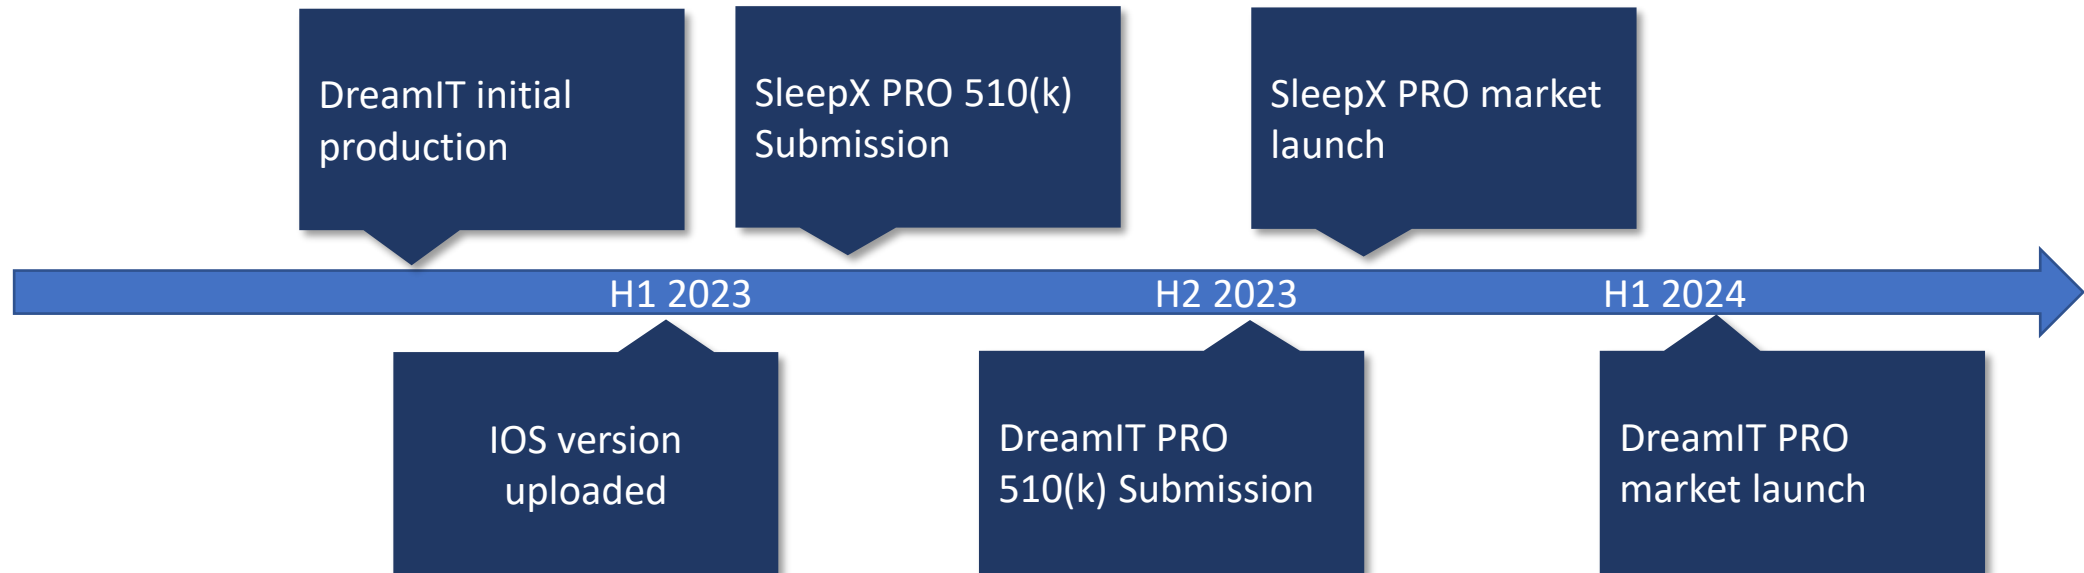 DreamIT initial
production
SleepX PRO 510(k)
Submission
SleepX PRO market
launch
H1 2023
H2 2023
H1 2024
IOS version
uploaded
DreamIT PRO
510(k) Submission
DreamIT PRO
market launch